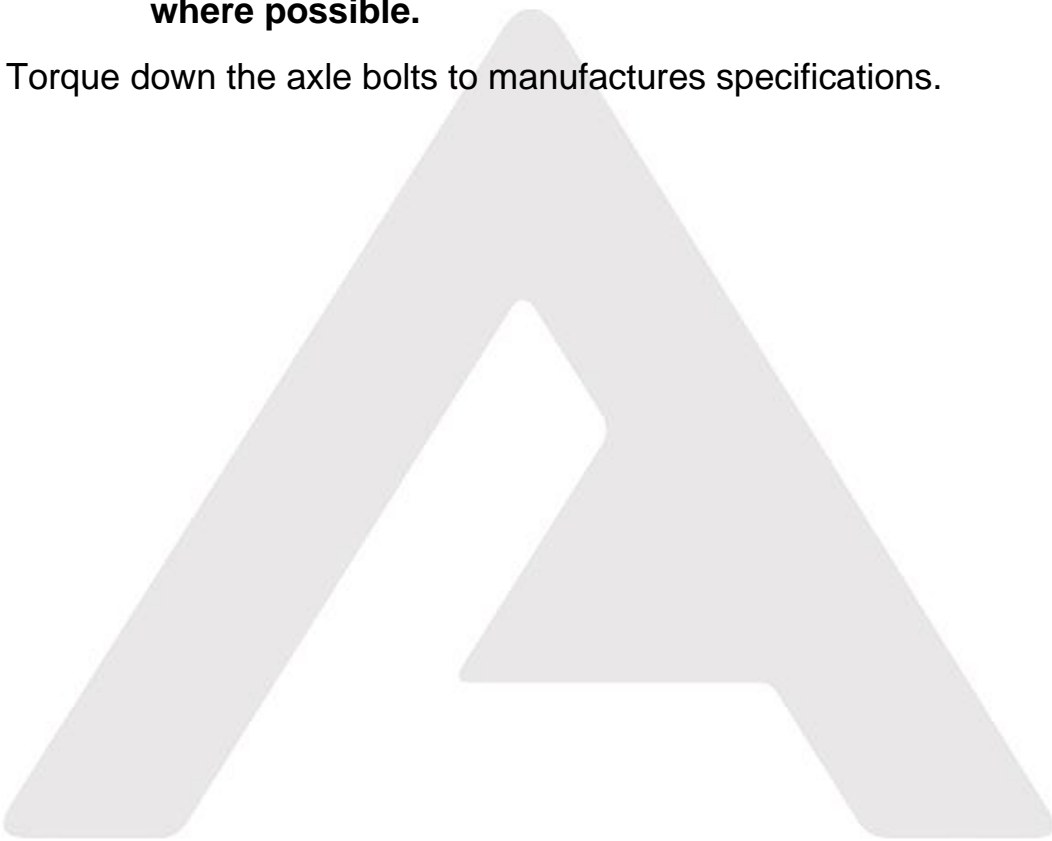 where possible.
Torque down the axle bolts to manufactures specifications.